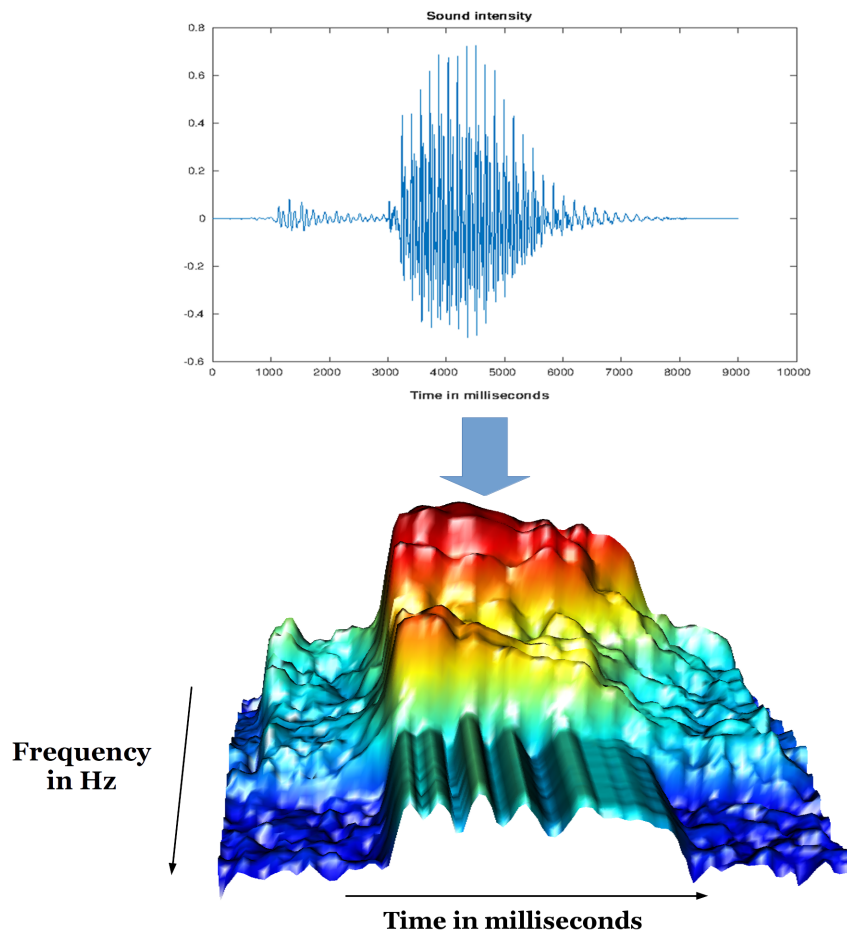 Sound intensity
0.8
0.6
0.4
0.2
0
-0.2
-0.4
-0.6
0 1000 2000 3000 4000 5000 6000 7000 8000 9000 10000
Time in milliseconds
Frequency
in Hz
Time in milliseconds